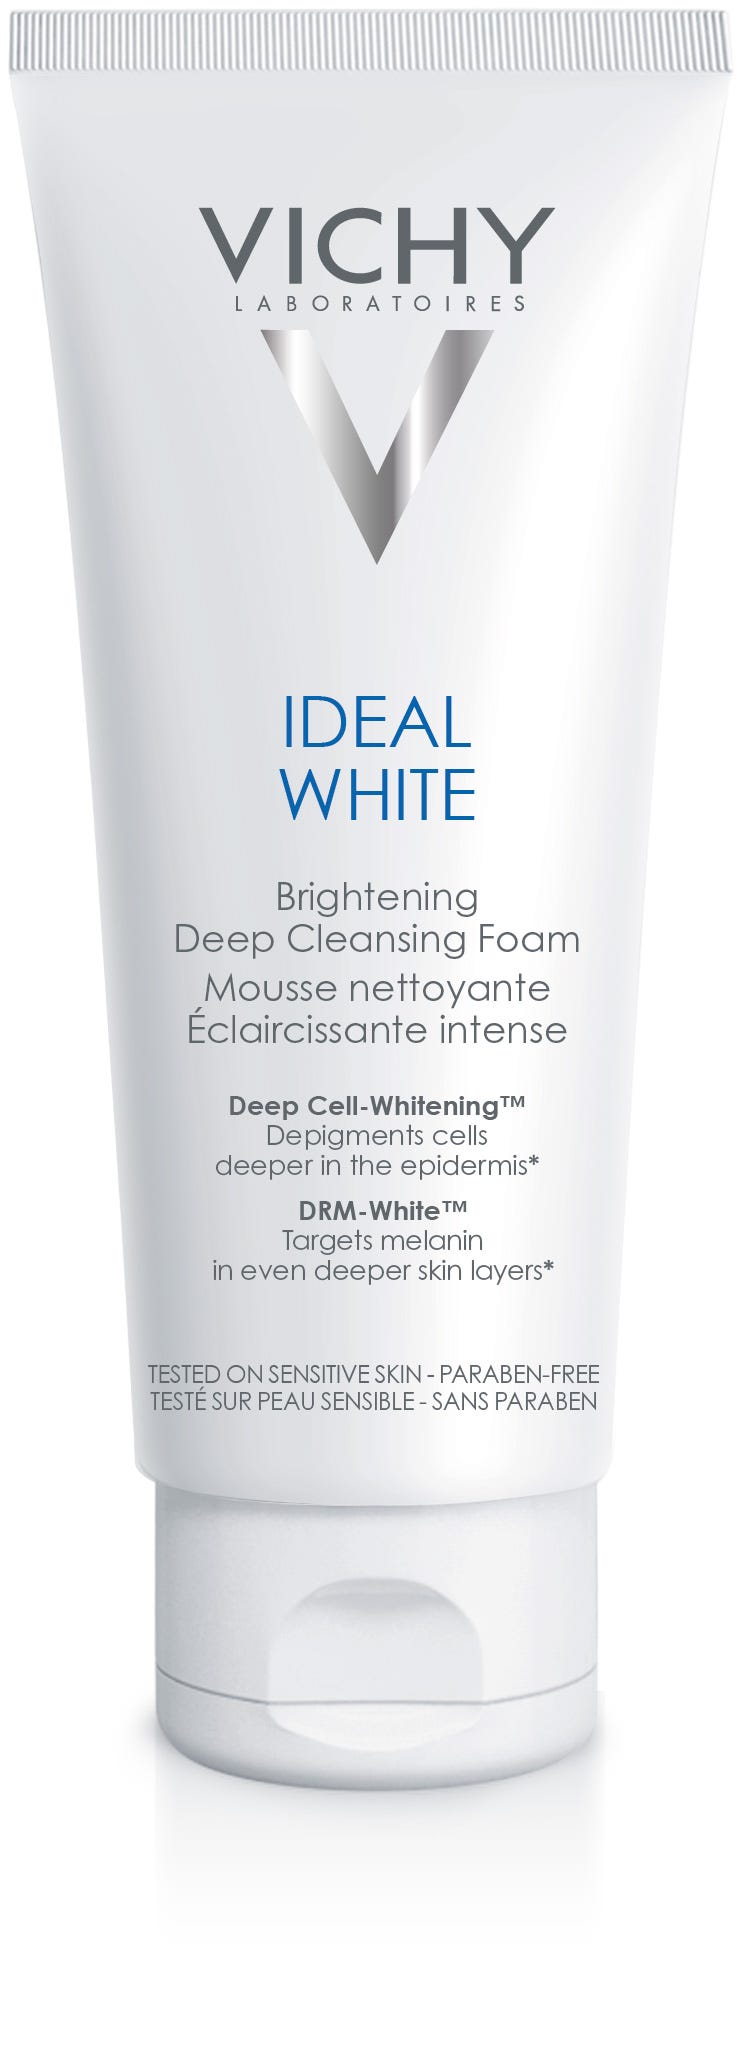 VICHY
LABORATOIRES
IDEAL
WHITE
Brightening
Deep Cleansing Foam
Mousse nettoyante
Éclaircissante intense
Deep Cell-Whitening™
Depigments cells
deeper in the epidermis*
DRM-White™
Targets melanin
in even deeper skin layers*
TESTED ON SENSITIVE SKIN - PARABEN-FREE
TESTÉ SUR PEAU SENSIBLE - SANS PARABEN